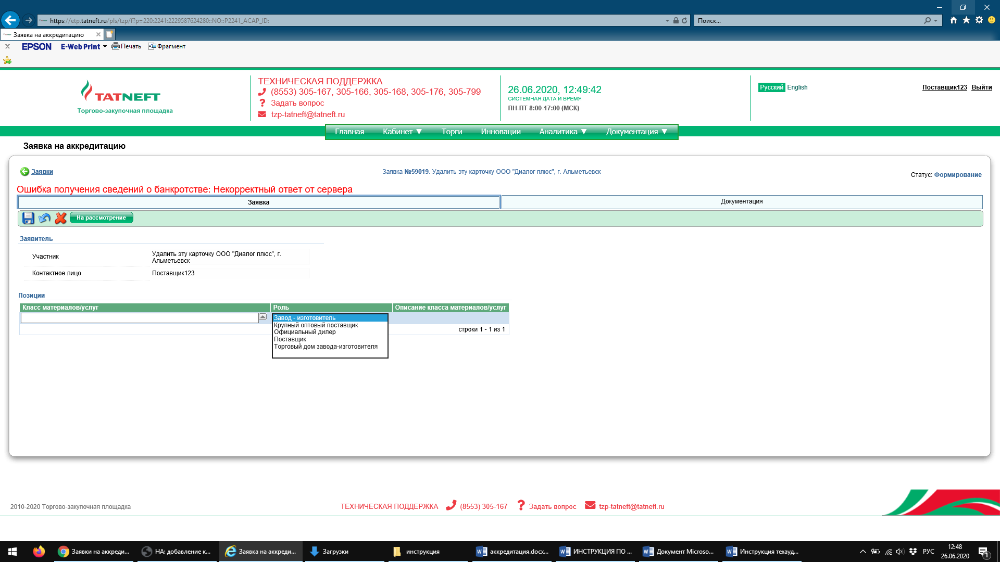 https://etp.tatneft.ru/pls/tzp/f?p=220:2241:2229587624280::NO::P2241_ACAP_ID:
Поиск...
Заявка на аккредитацию
EPSON E-Web Print Печать Фрагмент
TATNEFT
Торгово-закупочная площадка
ТЕХНИЧЕСКАЯ ПОДДЕРЖКА
(8553) 305-167, 305-166, 305-168, 305-176, 305-799
Задать вопрос
tzp-tatneft@tatneft.ru
26.06.2020, 12:49:42
СИСТЕМНАЯ ДАТА И ВРЕМЯ
ПН-ПТ 8:00-17:00 (МСК)
Русский English
Поставщик123 Выйти
Главная Кабинет ▼ Торги Инновации Аналитика ▼ Документация ▼
Заявка на аккредитацию
Заявки
Заявка №59019. Удалить эту карточку ООО "Диалог плюс", г. Альметьевск
Статус: Формирование
Ошибка получения сведений о банкротстве: Некорректный ответ от сервера
Заявка Документация
На рассмотрение
Заявитель
Участник Удалить эту карточку ООО "Диалог плюс", г.
Альметьевск
Контактное лицо Поставщик123
Позиции
Класс материалов/услуг Роль Описание класса материалов/услуг
Завод - изготовитель
Крупный оптовый поставщик
Официальный дилер
Поставщик
Торговый дом завода-изготовителя
строки 1 - 1 из 1
2010-2020 Торгово-закупочная площадка
ТЕХНИЧЕСКАЯ ПОДДЕРЖКА (8553) 305-167 Задать вопрос tzp-tatneft@tatneft.ru
Заявки на аккреди... НА: добавление к... Заявка на аккреди... Загрузки инструкция аккредитация.docx... ИНСТРУКЦИЯ ПО ... Документ Microso... Инструкция техауд...
РУС
12:48
26.06.2020
1